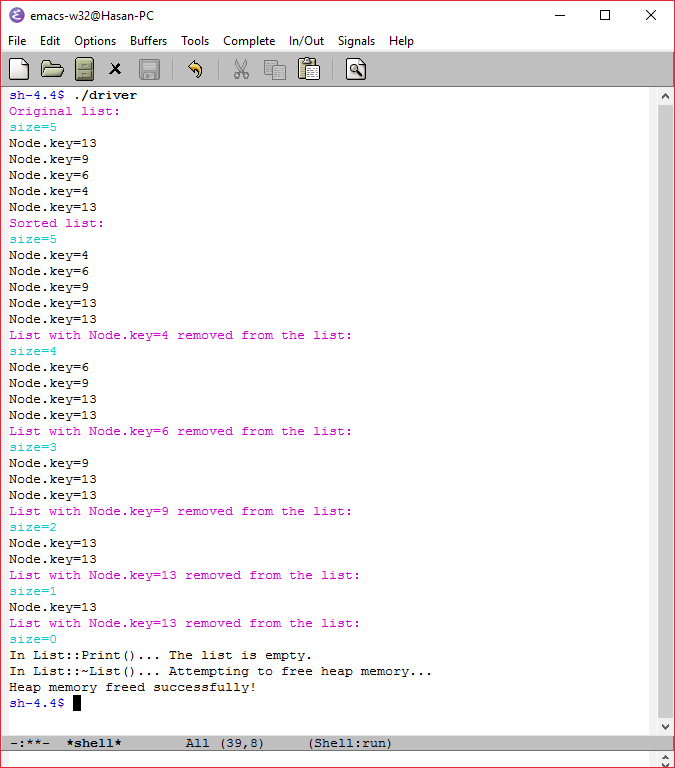 emacs-w32@Hasan-PC
File Edit Options Buffers Tools Complete In/Out Signals Help
sh-4.4$ ./driver
Original list:
size=5
Node.key=13
Node.key=9
Node.key=6
Node.key=4
Node.key=13
Sorted list:
size=5
Node.key=4
Node.key=6
Node.key=9
Node.key=13
Node.key=13
List with Node.key=4 removed from the list:
size=4
Node.key=6
Node.key=9
Node.key=13
Node.key=13
List with Node.key=6 removed from the list:
size=3
Node.key=9
Node.key=13
Node.key=13
List with Node.key=9 removed from the list:
size=2
Node.key=13
Node.key=13
List with Node.key=13 removed from the list:
size=1
Node.key=13
List with Node.key=13 removed from the list:
size=0
In List::Print()... The list is empty.
In List::~List()... Attempting to free heap memory...
Heap memory freed successfully!
sh-4.4$
-:**-  *shell*        All (39,8)     (Shell:run)